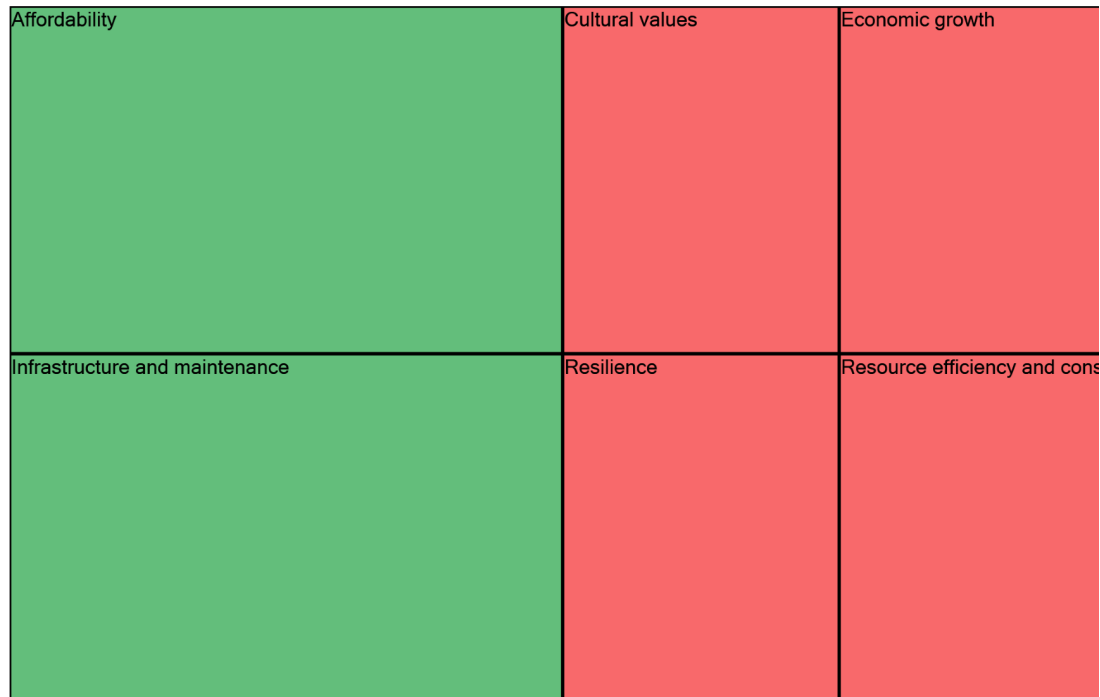 Affordability
Cultural values
Economic growth
Infrastructure and maintenance
Resilience
Resource efficiency and cons